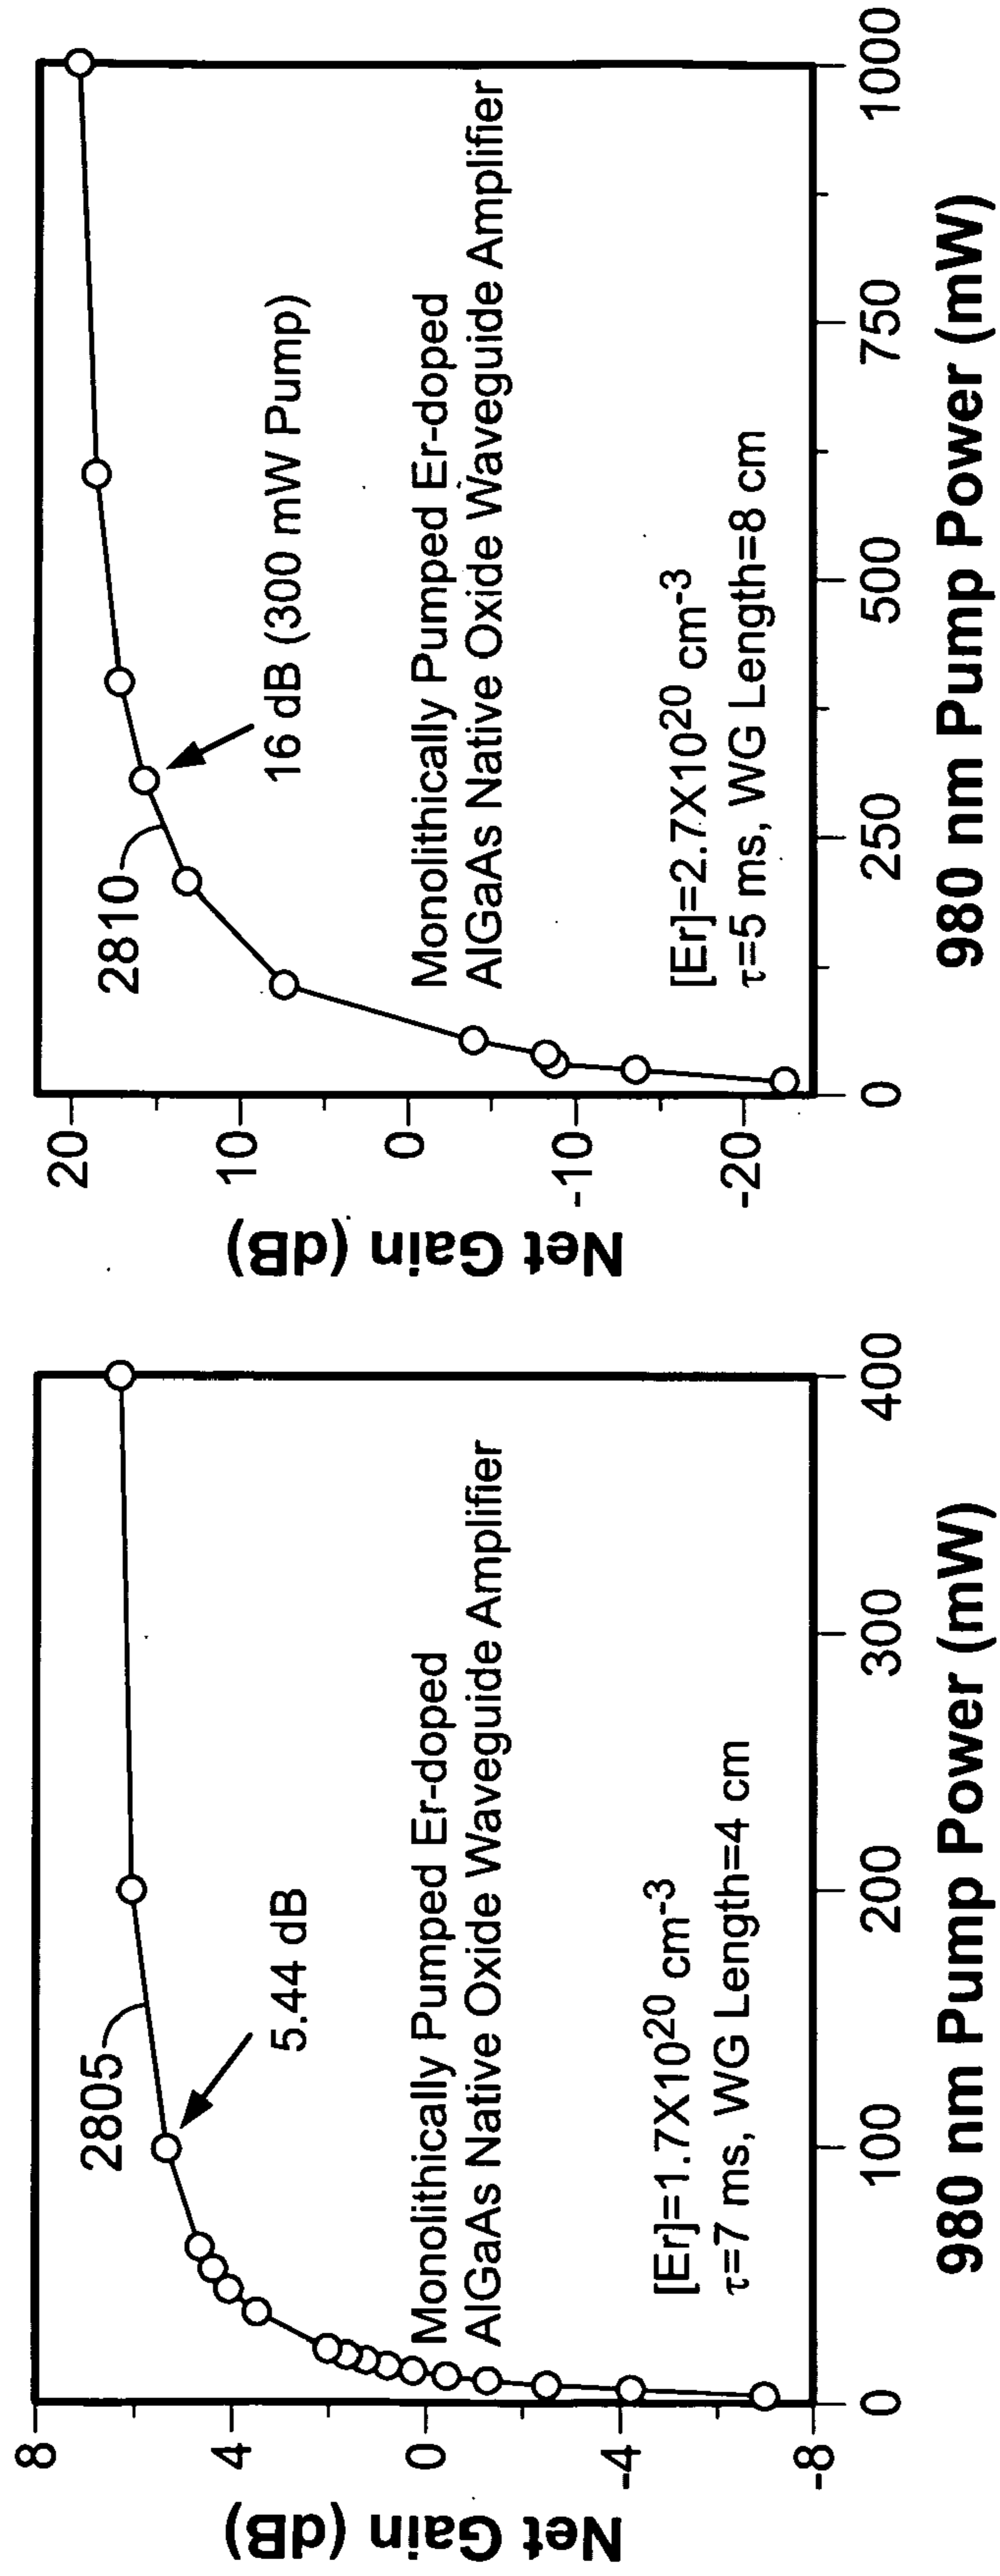 Net Gain (dB)
8
4
0
-4
-8
2805
5.44 dB
Monolithically Pumped Er-doped
AlGaAs Native Oxide Waveguide Amplifier
[Er]=1.7X10²⁰ cm⁻³
τ=7 ms, WG Length=4 cm
0 100 200 300 400
980 nm Pump Power (mW)
Net Gain (dB)
20
10
0
-10
-20
2810
16 dB (300 mW Pump)
Monolithically Pumped Er-doped
AlGaAs Native Oxide Waveguide Amplifier
[Er]=2.7X10²⁰ cm⁻³
τ=5 ms, WG Length=8 cm
0 250 500 750 1000
980 nm Pump Power (mW)